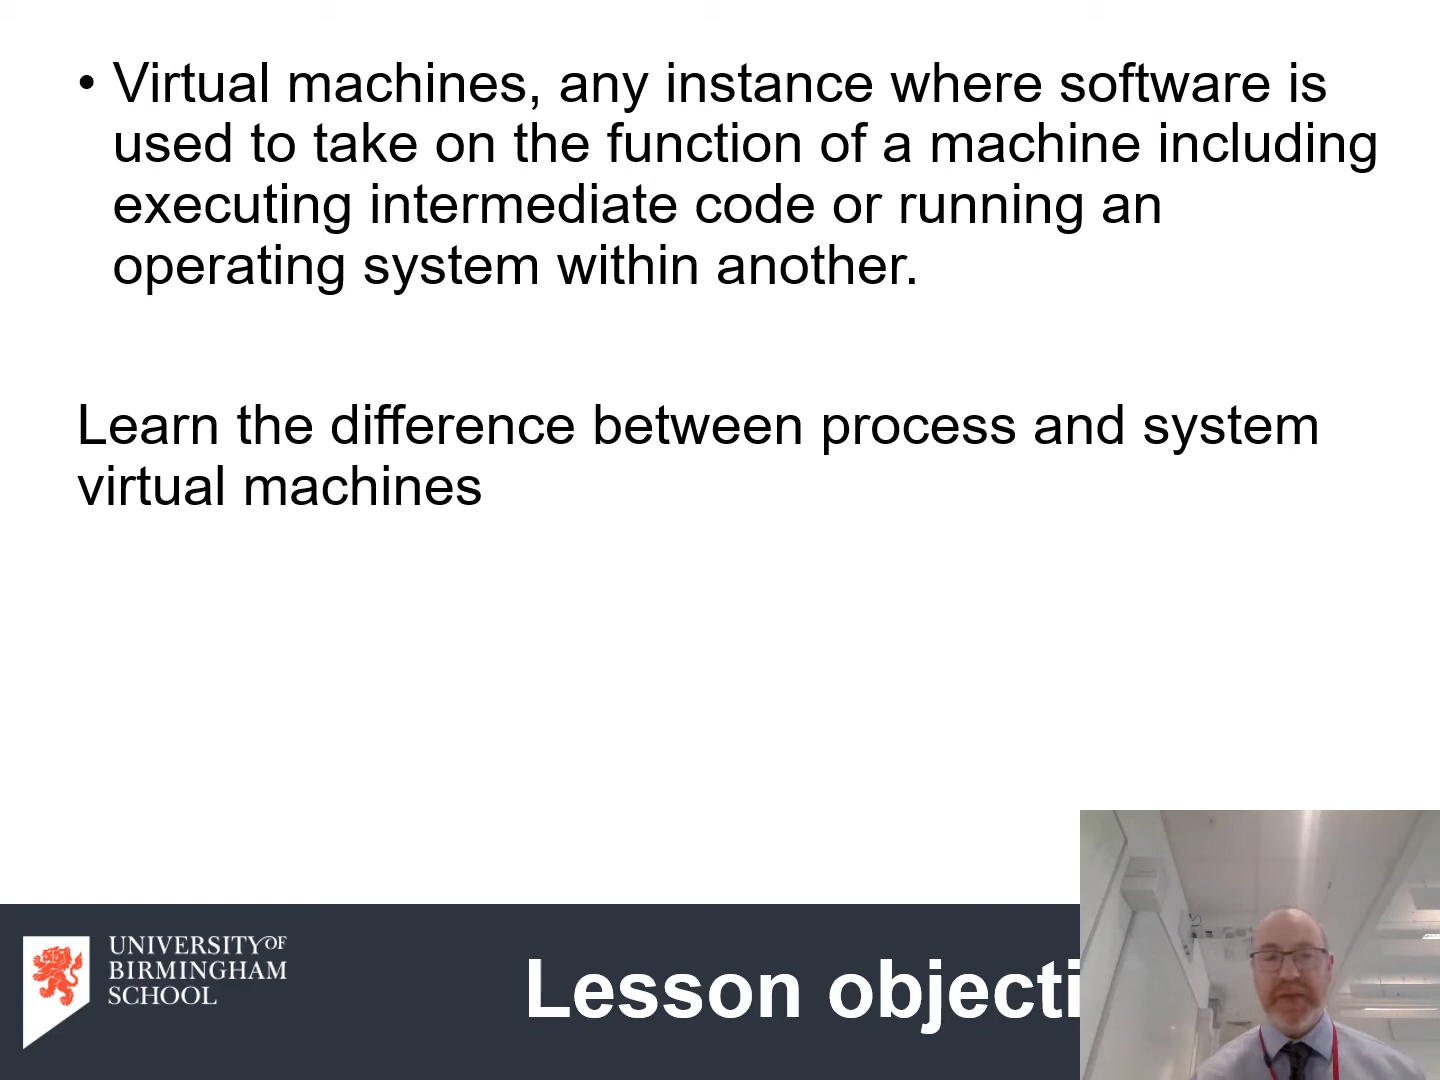 • Virtual machines, any instance where software is
used to take on the function of a machine including
executing intermediate code or running an
operating system within another.
Learn the difference between process and system
virtual machines
UNIVERSITY OF
BIRMINGHAM
SCHOOL
Lesson objecti